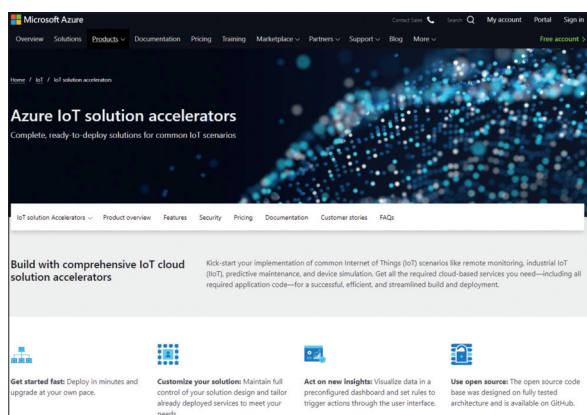 Microsoft Azure
Contact Sales Search My account Portal Sign in
Overview Solutions Products Documentation Pricing Training Marketplace Partners Support Blog More Free account >
Home / IoT / IoT solution accelerators
Azure IoT solution accelerators
Complete, ready-to-deploy solutions for common IoT scenarios
IoT solution Accelerators Product overview Features Security Pricing Documentation Customer stories FAQs
Build with comprehensive IoT cloud
solution accelerators
Kick-start your implementation of common Internet of Things (IoT) scenarios like remote monitoring, industrial IoT
(IIoT), predictive maintenance, and device simulation. Get all the required cloud-based services you need—including all
required application code—for a successful, efficient, and streamlined build and deployment.
Get started fast: Deploy in minutes and
upgrade at your own pace.
Customize your solution: Maintain full
control of your solution design and tailor
already deployed services to meet your
needs.
Act on new insights: Visualize data in a
preconfigured dashboard and set rules to
trigger actions through the user interface.
Use open source: The open source code
base was designed on fully tested
architecture and is available on GitHub.